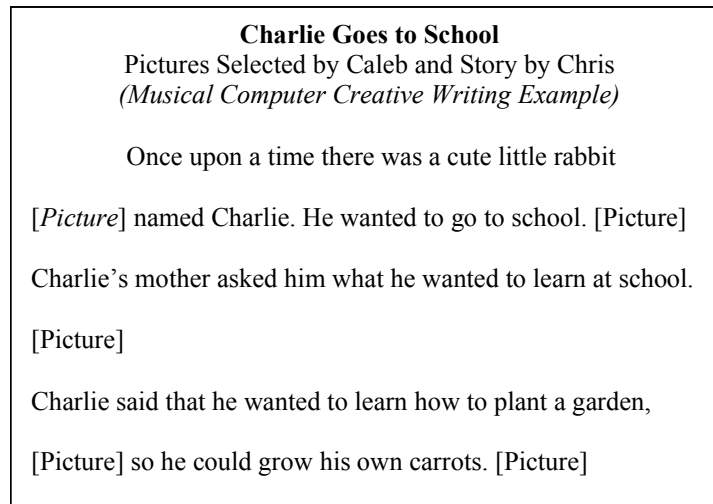 Charlie Goes to School
Pictures Selected by Caleb and Story by Chris
(Musical Computer Creative Writing Example)
Once upon a time there was a cute little rabbit
[Picture] named Charlie. He wanted to go to school. [Picture]
Charlie’s mother asked him what he wanted to learn at school.
[Picture]
Charlie said that he wanted to learn how to plant a garden,
[Picture] so he could grow his own carrots. [Picture]